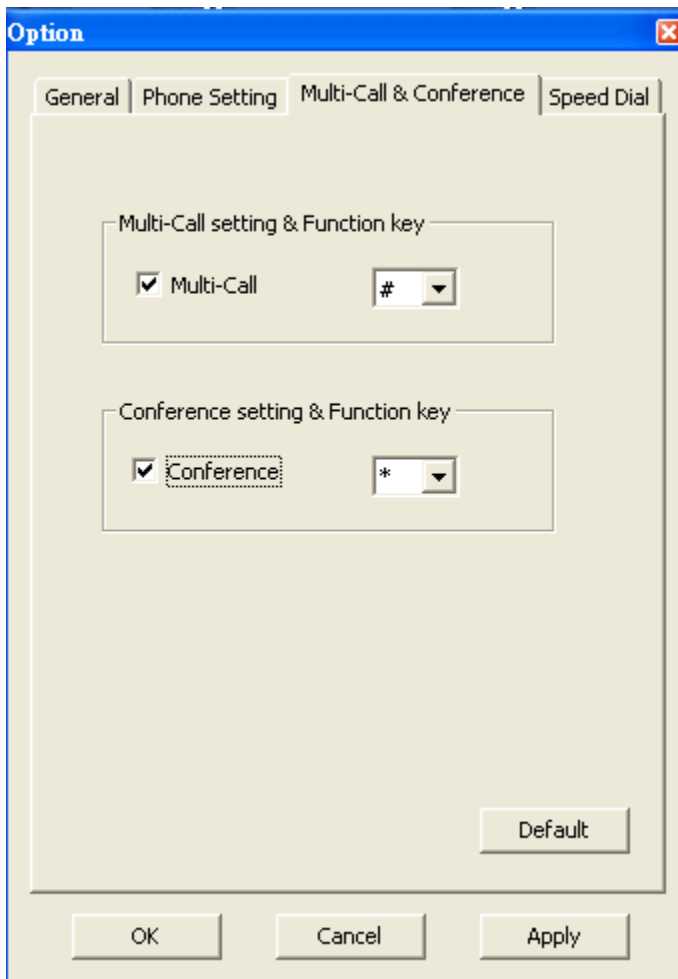 Option
General Phone Setting Multi-Call & Conference Speed Dial
Multi-Call setting & Function key
Multi-Call #
Conference setting & Function key
Conference *
Default
OK Cancel Apply